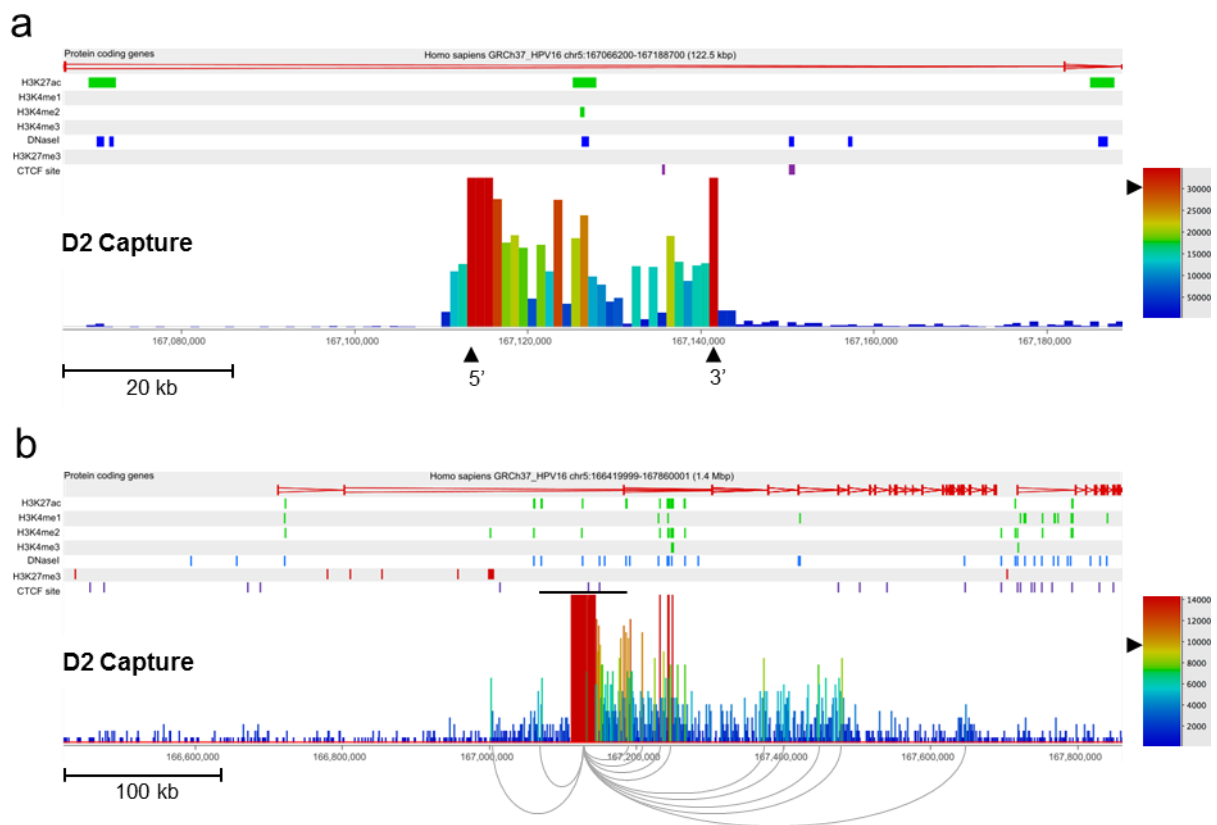 a
Protein coding genes
Homo sapiens GRCh37_HPV16 chr5:167066200-167188700 (122.5 kbp)
H3K27ac
H3K4me1
H3K4me2
H3K4me3
DNaseI
H3K27me3
CTCF site
D2 Capture
30000
25000
20000
15000
10000
50000
167,080,000
167,100,000
167,120,000
167,140,000
167,160,000
167,180,000
20 kb
5’
3’
b
Protein coding genes
Homo sapiens GRCh37_HPV16 chr5:166419999-167860001 (1.4 Mbp)
H3K27ac
H3K4me1
H3K4me2
H3K4me3
DNaseI
H3K27me3
CTCF site
D2 Capture
14000
12000
10000
8000
6000
4000
2000
166,600,000
166,800,000
167,000,000
167,200,000
167,400,000
167,600,000
167,800,000
100 kb